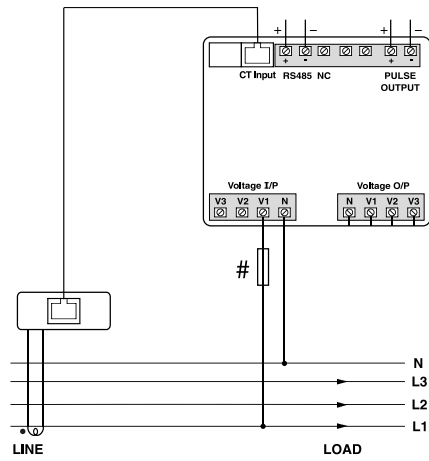 + − + −
+ - + -
CT Input RS485 NC PULSE
OUTPUT
Voltage I/P Voltage O/P
V3 V2 V1 N N V1 V2 V3
#
N
L3
L2
L1
LINE LOAD